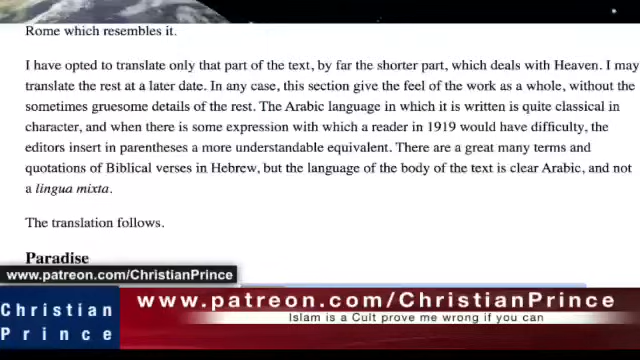 Rome which resembles it.
I have opted to translate only that part of the text, by far the shorter part, which deals with Heaven. I may
translate the rest at a later date. In any case, this section give the feel of the work as a whole, without the
sometimes gruesome details of the rest. The Arabic language in which it is written is quite classical in
character, and when there is some expression with which a reader in 1919 would have difficulty, the
editors insert in parentheses a more understandable equivalent. There are a great many terms and
quotations of Biblical verses in Hebrew, but the language of the body of the text is clear Arabic, and not
a lingua mixta.
The translation follows.
Paradise
www.patreon.com/ChristianPrince
Christian
Prince
www.patreon.com/ChristianPrince
Islam is a Cult prove me wrong if you can